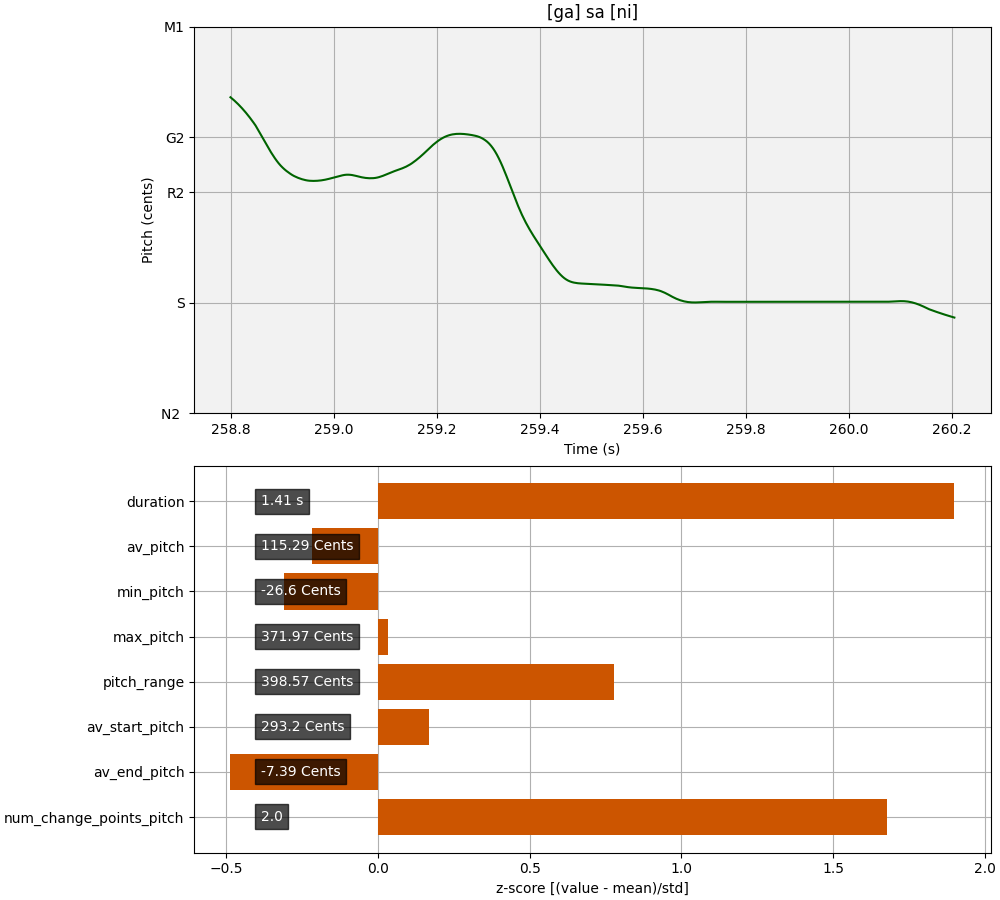 [ga] sa [ni]
M1
G2
R2
S
N2
Pitch (cents)
258.8 259.0 259.2 259.4 259.6 259.8 260.0 260.2
Time (s)
duration 1.41 s
av_pitch 115.29 Cents
min_pitch -26.6 Cents
max_pitch 371.97 Cents
pitch_range 398.57 Cents
av_start_pitch 293.2 Cents
av_end_pitch -7.39 Cents
num_change_points_pitch 2.0
−0.5 0.0 0.5 1.0 1.5 2.0
z-score [(value - mean)/std]